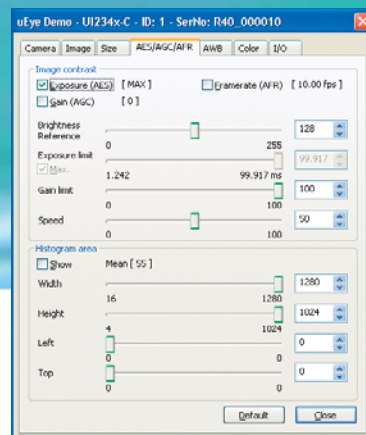 uEye Demo - UI234x-C - ID: 1 - SerNo: R40_000010
Camera Image Size AES/AGC/AFR AWB Color I/O
Image contrast
Exposure (AES) [ MAX ] Framerate (AFR) [ 10.00 fps ]
Gain (AGC) [ 0 ]
Brightness Reference 128
0 255
Exposure limit 99.917
Max. 1.242 99.917 ms
Gain limit 100
0 100
Speed 50
0 100
Histogram area
Show Mean [ 55 ]
Width 1280
16 1280
Height 1024
4 1024
Left 0
0 0
Top 0
0 0
Default Close